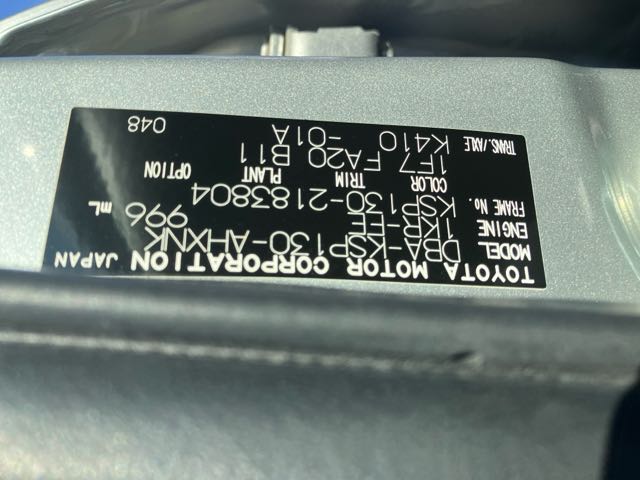 TOYOTA MOTOR CORPORATION JAPAN
MODEL DBA-KSP130-AHXNK
ENGINE 1KR-FE 996 mL
FRAME No. KSP130-2183804
COLOR TRIM PLANT OPTION
1F7 FA20 B11
TRANS./AXLE K410 -01A
048